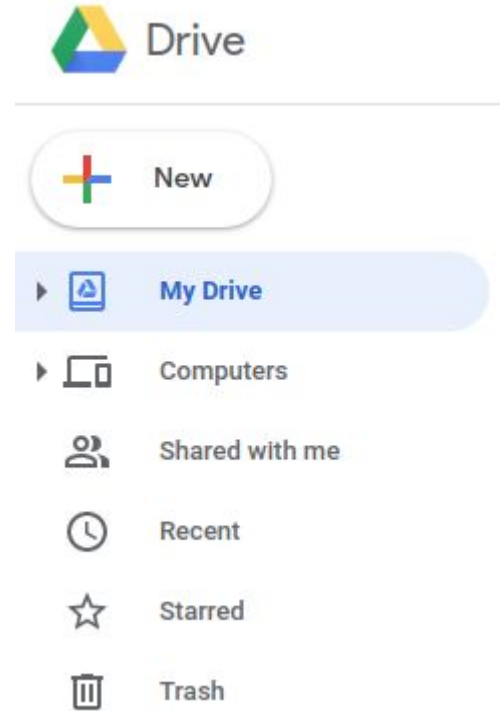 Drive
New
My Drive
Computers
Shared with me
Recent
Starred
Trash